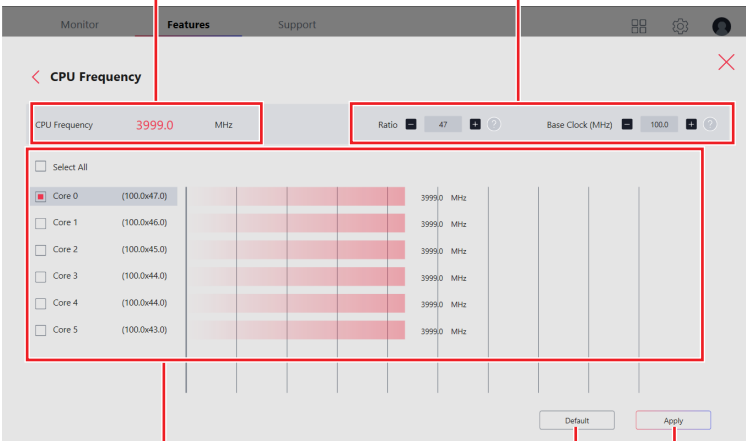 Monitor Features Support
CPU Frequency
CPU Frequency 3999.0 MHz Ratio 47 ? Base Clock (MHz) 100.0 ?
Select All
Core 0 (100.0x47.0) 3999.0 MHz
Core 1 (100.0x46.0) 3999.0 MHz
Core 2 (100.0x45.0) 3999.0 MHz
Core 3 (100.0x44.0) 3999.0 MHz
Core 4 (100.0x44.0) 3999.0 MHz
Core 5 (100.0x43.0) 3999.0 MHz
Default Apply